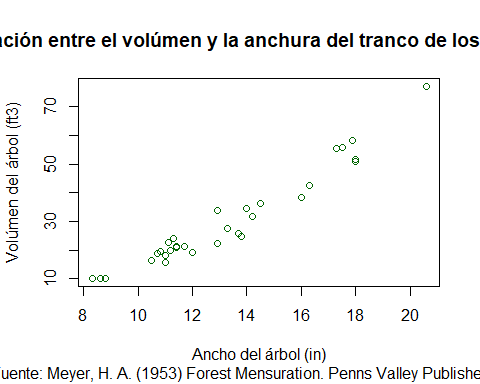 ación entre el volúmen y la anchura del tranco de los
Volúmen del árbol (ft3)
70
50
30
10
8 10 12 14 16 18 20
Ancho del árbol (in)
uente: Meyer, H. A. (1953) Forest Mensuration. Penns Valley Publishe